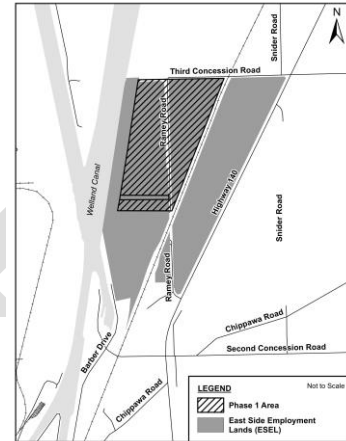 N
Snider Road
Third Concession Road
Ramey Road
Welland Canal
Highway 140
Snider Road
Ramey Road
Chippawa Road
Second Concession Road
Barber Drive
Chippawa Road
LEGEND
Not to Scale
Phase 1 Area
East Side Employment
Lands (ESEL)